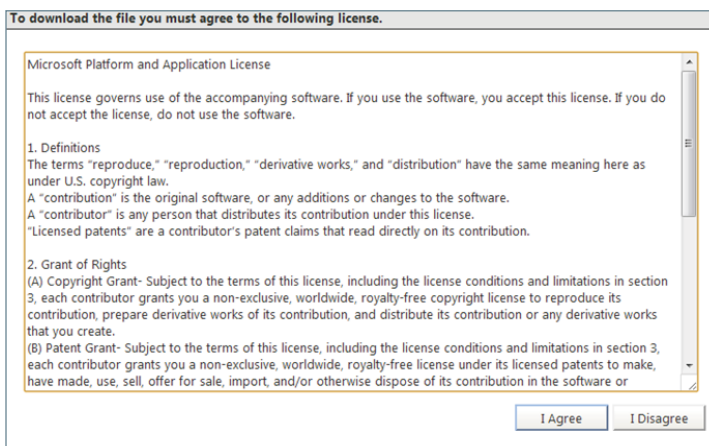 To download the file you must agree to the following license.
Microsoft Platform and Application License
This license governs use of the accompanying software. If you use the software, you accept this license. If you do
not accept the license, do not use the software.
1. Definitions
The terms “reproduce,” “reproduction,” “derivative works,” and “distribution” have the same meaning here as
under U.S. copyright law.
A “contribution” is the original software, or any additions or changes to the software.
A “contributor” is any person that distributes its contribution under this license.
“Licensed patents” are a contributor’s patent claims that read directly on its contribution.
2. Grant of Rights
(A) Copyright Grant- Subject to the terms of this license, including the license conditions and limitations in section
3, each contributor grants you a non-exclusive, worldwide, royalty-free copyright license to reproduce its
contribution, prepare derivative works of its contribution, and distribute its contribution or any derivative works
that you create.
(B) Patent Grant- Subject to the terms of this license, including the license conditions and limitations in section 3,
each contributor grants you a non-exclusive, worldwide, royalty-free license under its licensed patents to make,
have made, use, sell, offer for sale, import, and/or otherwise dispose of its contribution in the software or
I Agree I Disagree